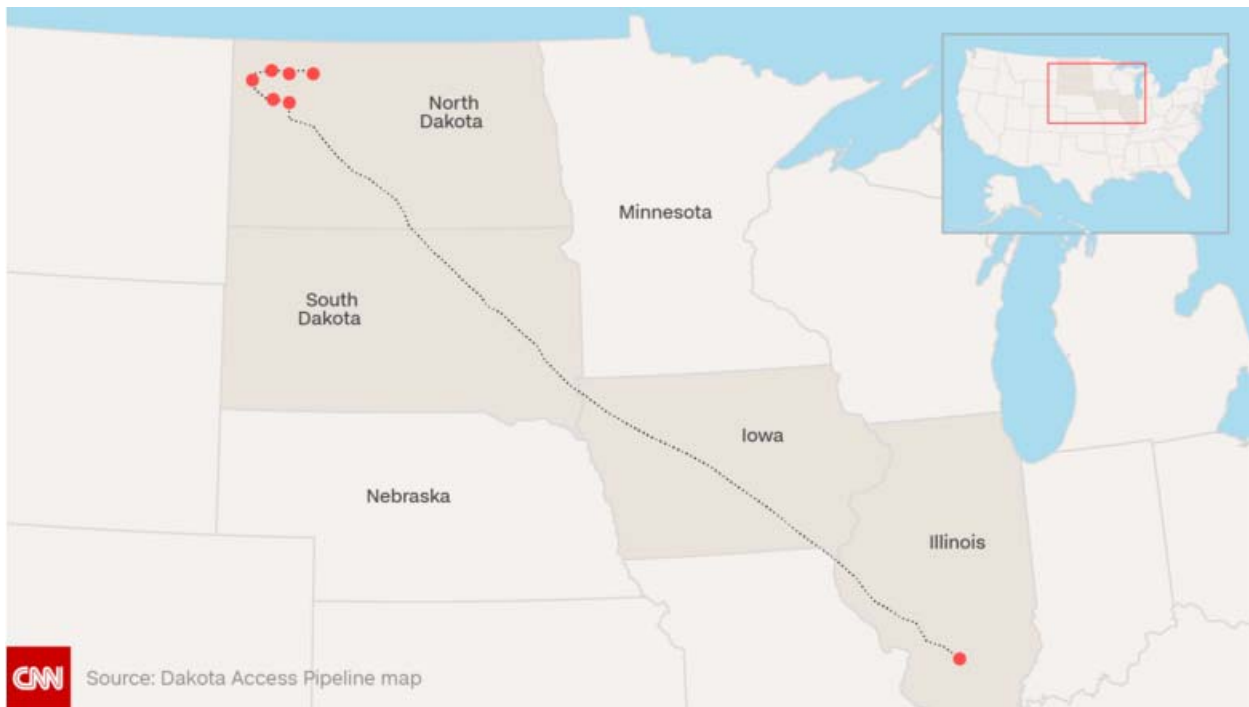 North
Dakota
Minnesota
South
Dakota
Iowa
Nebraska
Illinois
CNN
Source: Dakota Access Pipeline map